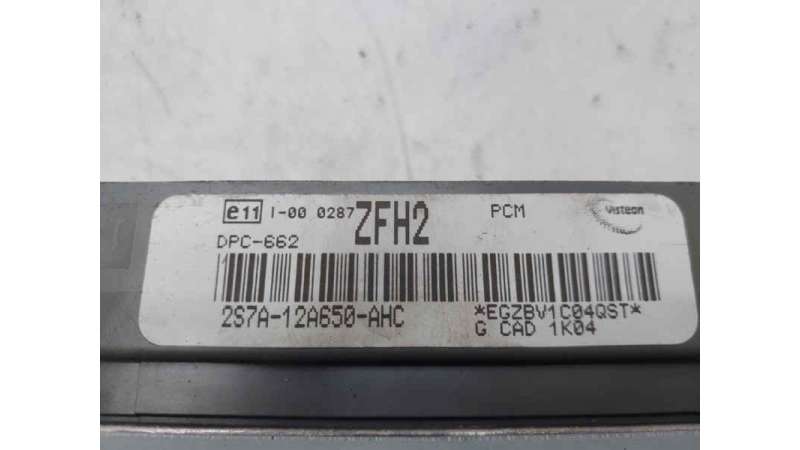 e11 I-00 0287 ZFH2 PCM Visteon
DPC-662
2S7A-12A650-AHC *EGZBV1C04QST*
G CAD 1K04